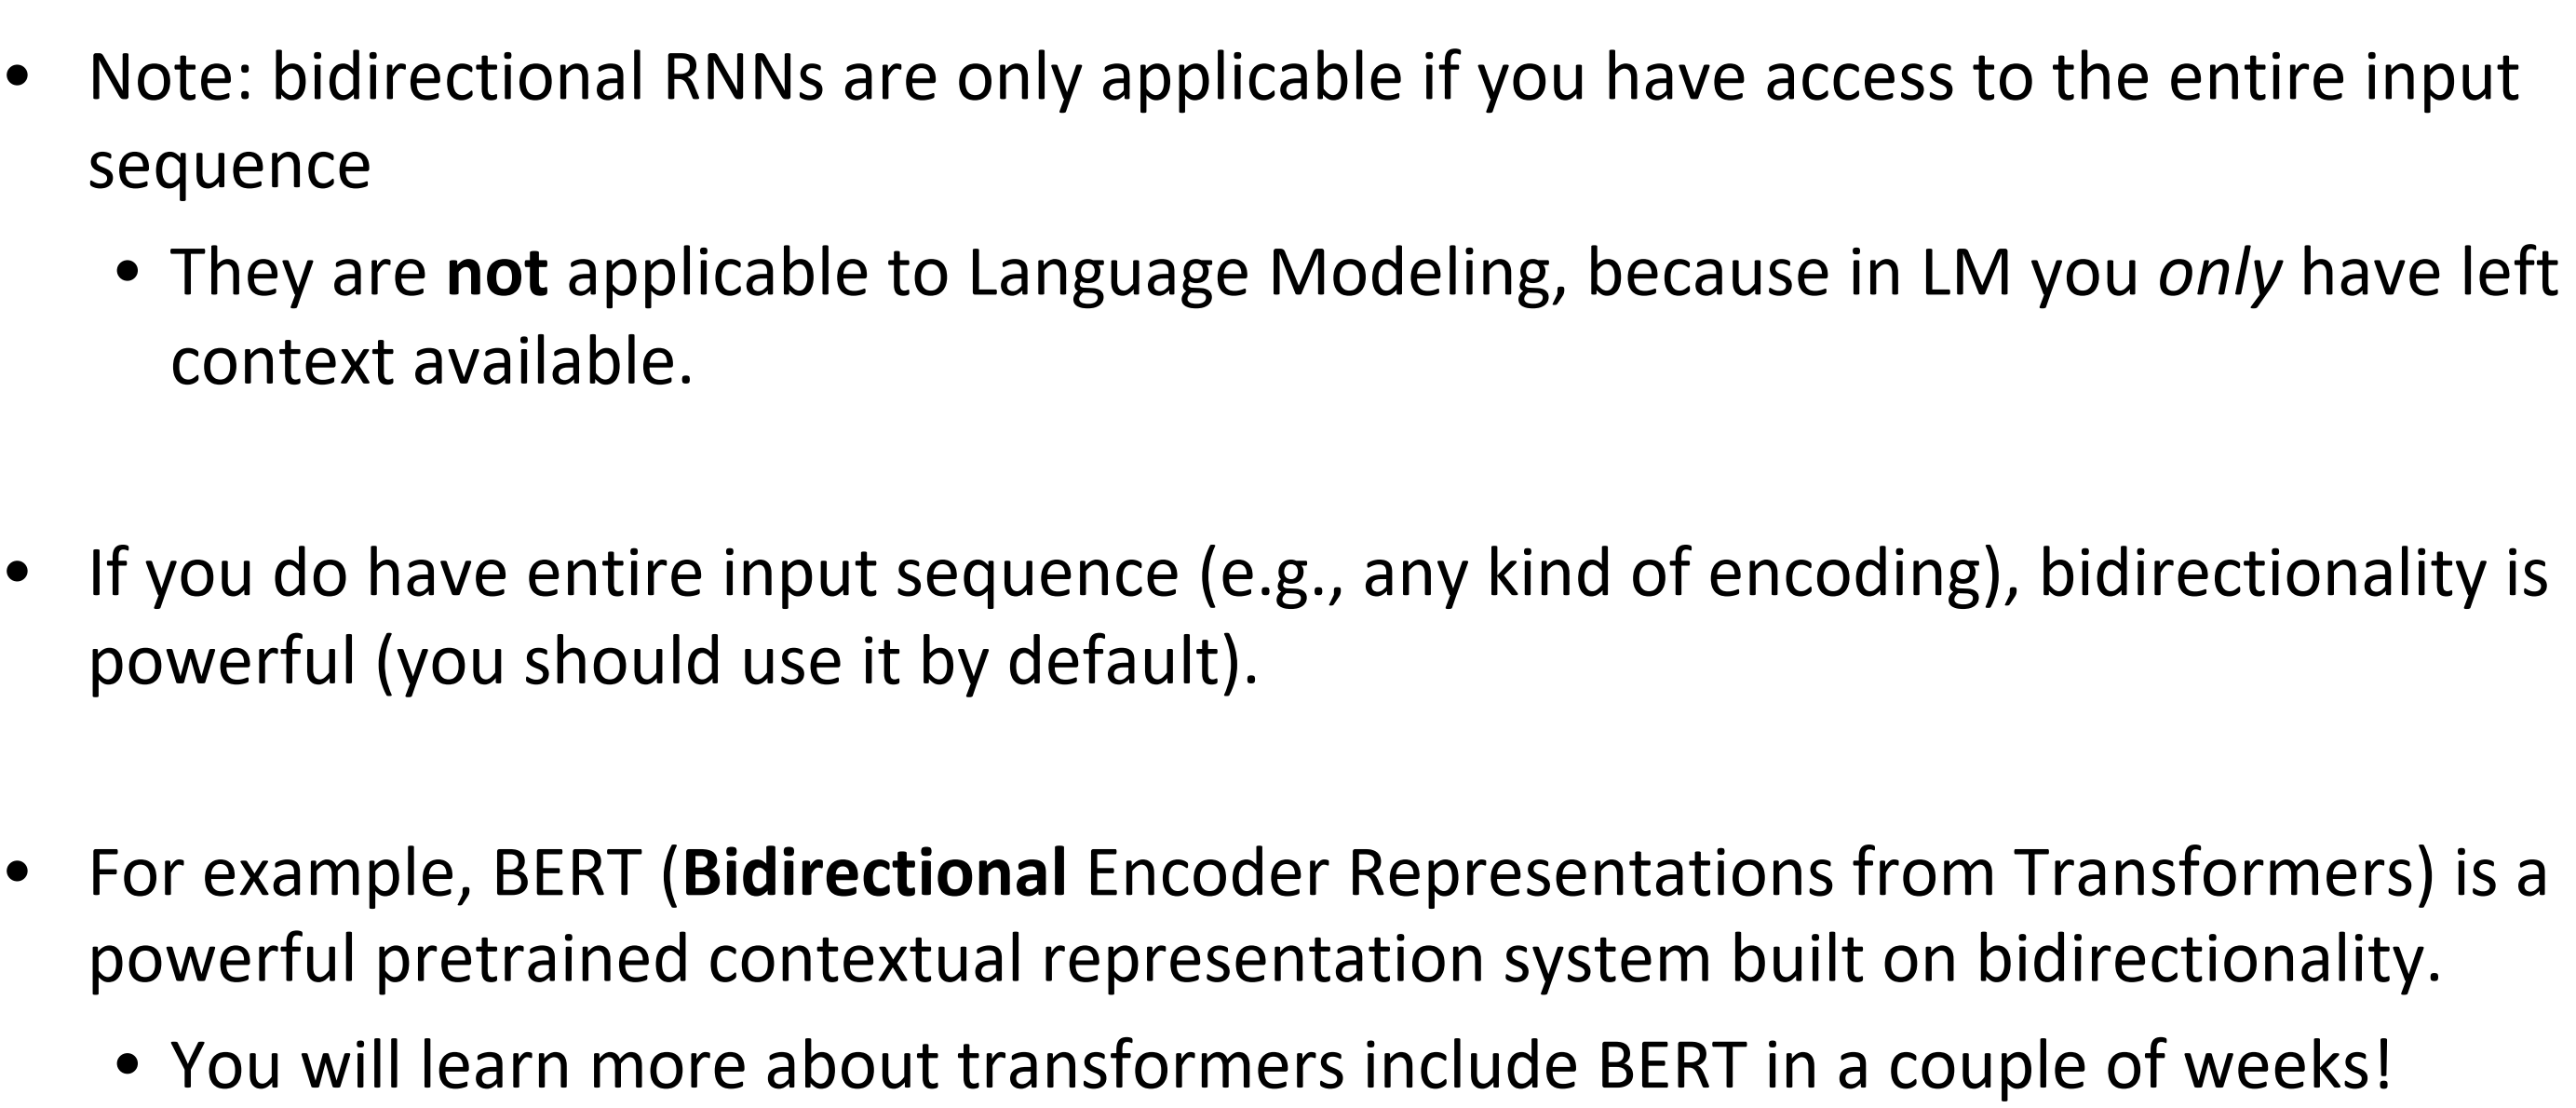 • Note: bidirectional RNNs are only applicable if you have access to the entire input
sequence
• They are not applicable to Language Modeling, because in LM you only have left
context available.
• If you do have entire input sequence (e.g., any kind of encoding), bidirectionality is
powerful (you should use it by default).
• For example, BERT (Bidirectional Encoder Representations from Transformers) is a
powerful pretrained contextual representation system built on bidirectionality.
• You will learn more about transformers include BERT in a couple of weeks!